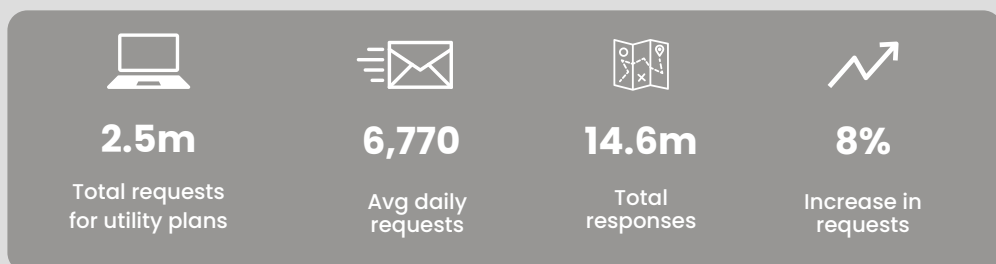 2.5m
Total requests
for utility plans
6,770
Avg daily
requests
14.6m
Total
responses
8%
Increase in
requests